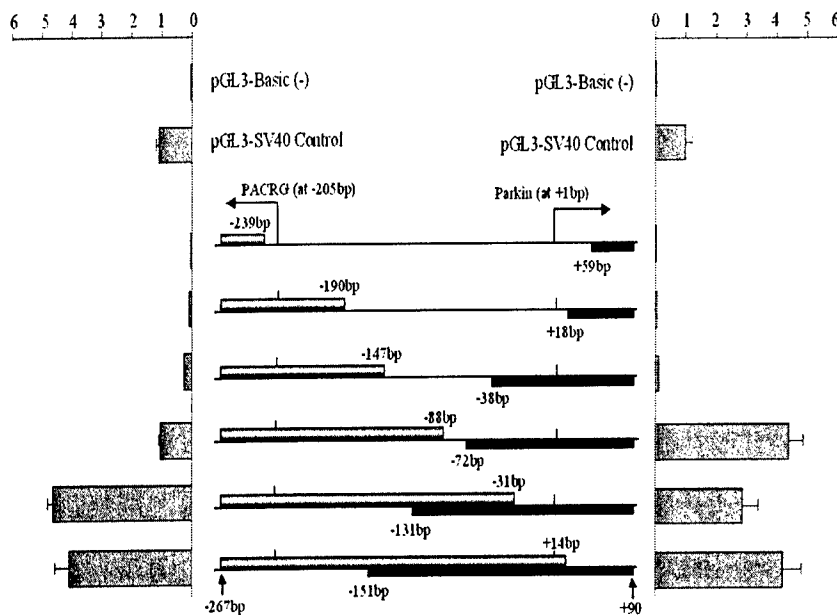 6 5 4 3 2 1 0
0 1 2 3 4 5 6
pGL3-Basic (-)
pGL3-Basic (-)
pGL3-SV40 Control
pGL3-SV40 Control
PACRG (at -205bp)
Parkin (at +1bp)
-239bp
+59bp
-190bp
+18bp
-147bp
-38bp
-88bp
-72bp
-31bp
-131bp
+14bp
-151bp
-267bp
+90